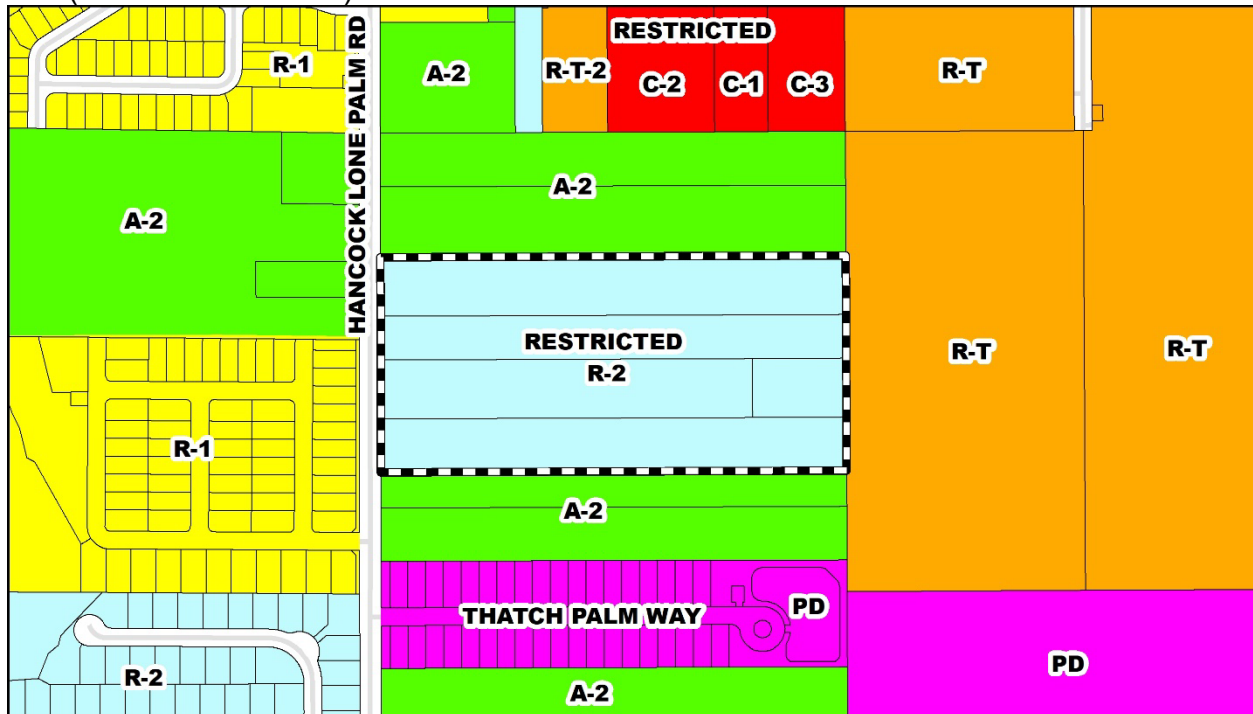 RESTRICTED
R-1
A-2
R-T-2
C-2
C-1
C-3
R-T
HANCOCK LONE PALM RD
A-2
A-2
RESTRICTED
R-2
R-T
R-T
R-1
A-2
THATCH PALM WAY
PD
R-2
A-2
PD